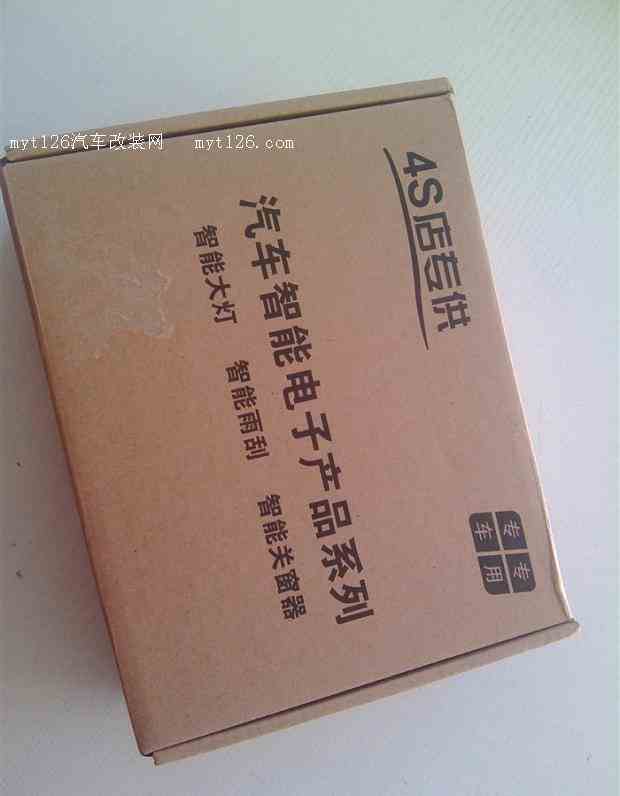 myt126汽车改装网 myt126.com
4S店专供
汽车智能电子产品系列
智能大灯 智能雨刮 智能关窗器
专车
专用